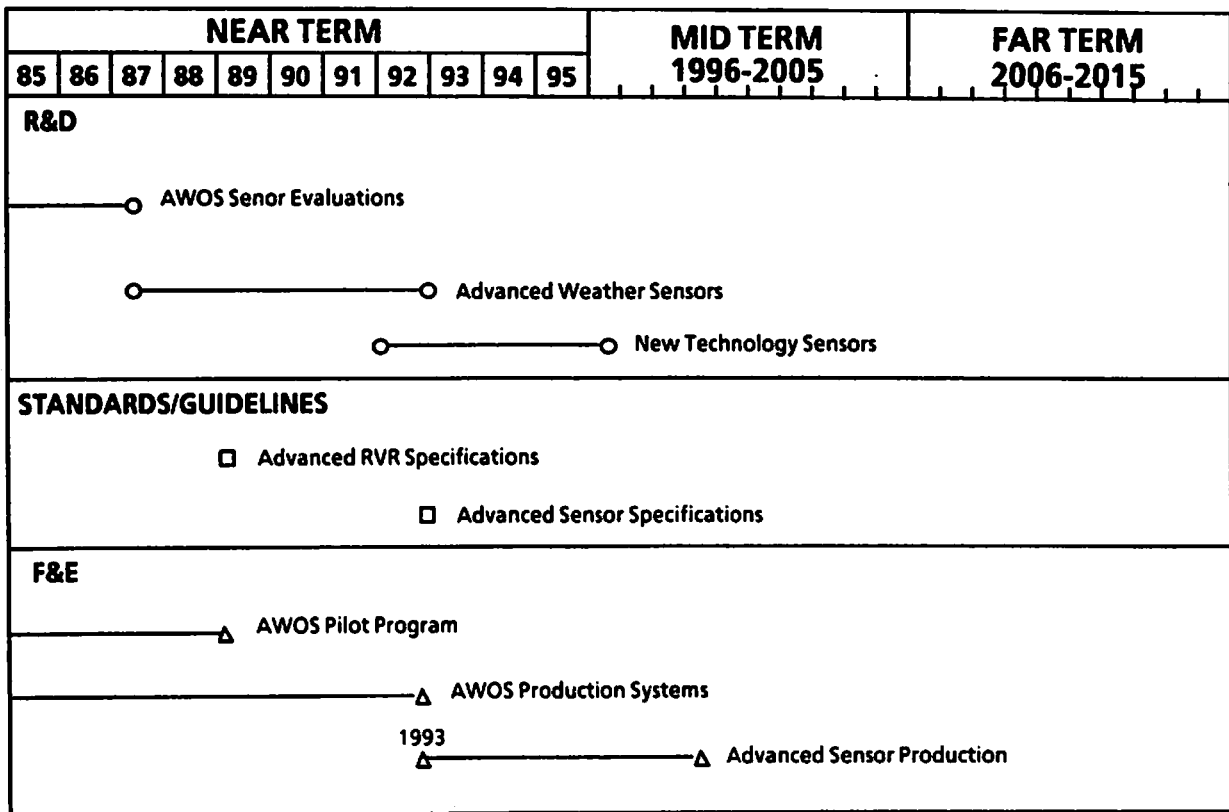 NEAR TERM
MID TERM
1996-2005
FAR TERM
2006-2015
85 86 87 88 89 90 91 92 93 94 95
R&D
AWOS Senor Evaluations
Advanced Weather Sensors
New Technology Sensors
STANDARDS/GUIDELINES
Advanced RVR Specifications
Advanced Sensor Specifications
F&E
AWOS Pilot Program
AWOS Production Systems
1993
Advanced Sensor Production